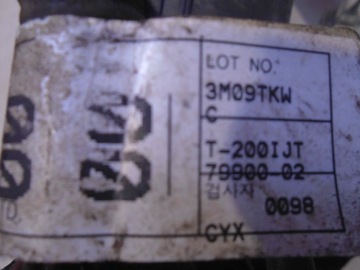 LOT NO.
3M09TKW
C
T-200IJT
79900-02
검사자
0098
CYX